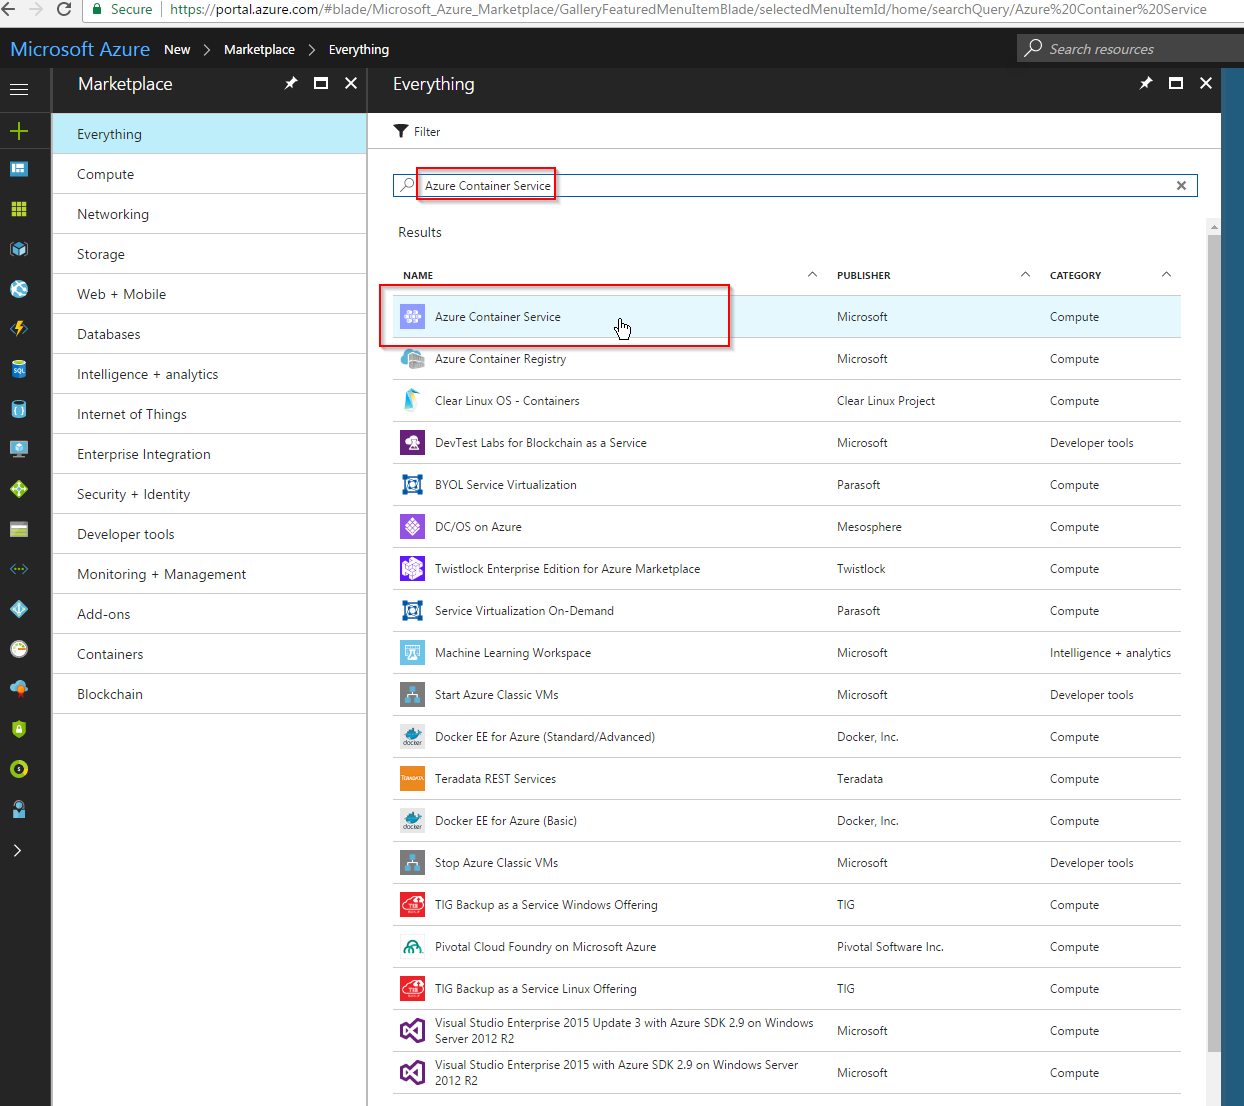 Secure https://portal.azure.com/#blade/Microsoft_Azure_Marketplace/GalleryFeaturedMenuItemBlade/selectedMenuItemId/home/searchQuery/Azure%20Container%20Service
Microsoft Azure New > Marketplace > Everything
Search resources
Marketplace
Everything
Compute
Networking
Storage
Web + Mobile
Databases
Intelligence + analytics
Internet of Things
Enterprise Integration
Security + Identity
Developer tools
Monitoring + Management
Add-ons
Containers
Blockchain
Everything
Filter
Azure Container Service
Results
NAME PUBLISHER CATEGORY
Azure Container Service Microsoft Compute
Azure Container Registry Microsoft Compute
Clear Linux OS - Containers Clear Linux Project Compute
DevTest Labs for Blockchain as a Service Microsoft Developer tools
BYOL Service Virtualization Parasoft Compute
DC/OS on Azure Mesosphere Compute
Twistlock Enterprise Edition for Azure Marketplace Twistlock Compute
Service Virtualization On-Demand Parasoft Compute
Machine Learning Workspace Microsoft Intelligence + analytics
Start Azure Classic VMs Microsoft Developer tools
Docker EE for Azure (Standard/Advanced) Docker, Inc. Compute
Teradata REST Services Teradata Compute
Docker EE for Azure (Basic) Docker, Inc. Compute
Stop Azure Classic VMs Microsoft Developer tools
TIG Backup as a Service Windows Offering TIG Compute
Pivotal Cloud Foundry on Microsoft Azure Pivotal Software Inc. Compute
TIG Backup as a Service Linux Offering TIG Compute
Visual Studio Enterprise 2015 Update 3 with Azure SDK 2.9 on Windows
Server 2012 R2 Microsoft Compute
Visual Studio Enterprise 2015 with Azure SDK 2.9 on Windows Server
2012 R2 Microsoft Compute